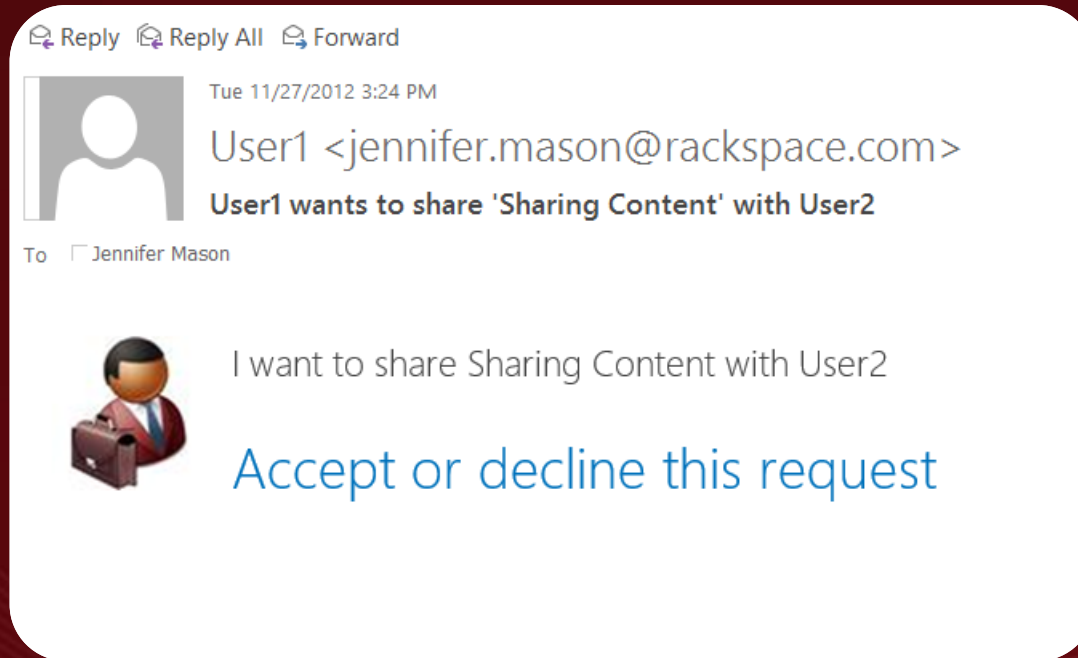 Reply Reply All Forward
Tue 11/27/2012 3:24 PM
User1 <jennifer.mason@rackspace.com>
User1 wants to share 'Sharing Content' with User2
To Jennifer Mason
I want to share Sharing Content with User2
Accept or decline this request